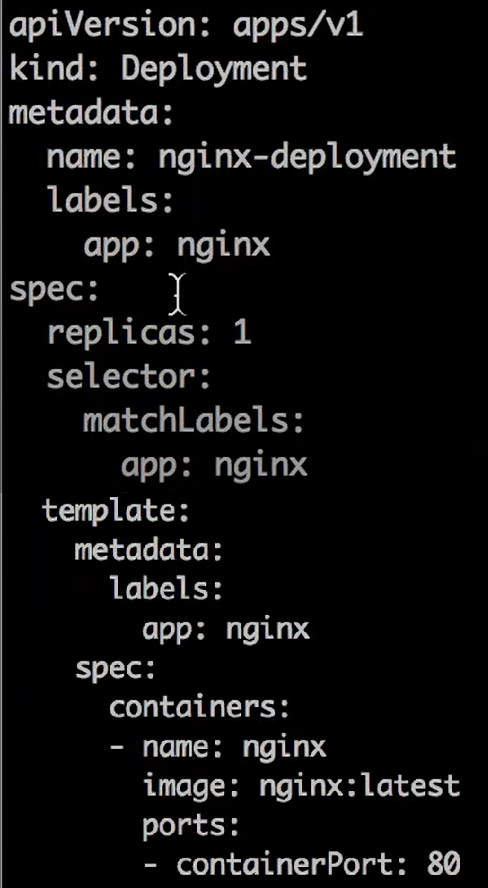 apiVersion: apps/v1
kind: Deployment
metadata:
  name: nginx-deployment
  labels:
    app: nginx
spec:
  replicas: 1
  selector:
    matchLabels:
      app: nginx
  template:
    metadata:
      labels:
        app: nginx
    spec:
      containers:
      - name: nginx
        image: nginx:latest
        ports:
        - containerPort: 80